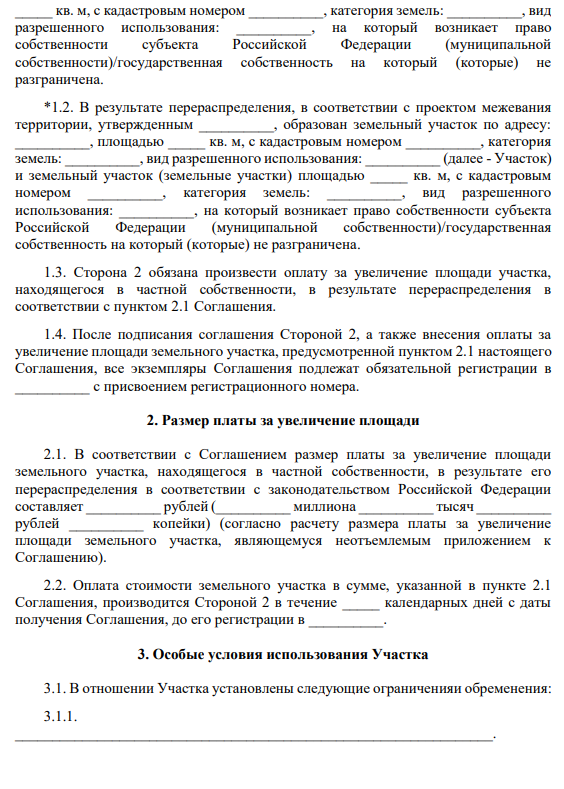 _____ кв. м, с кадастровым номером __________, категория земель: __________, вид
разрешенного использования: __________, на который возникает право
собственности субъекта Российской Федерации (муниципальной
собственности)/государственная собственность на который (которые) не
разграничена.
*1.2. В результате перераспределения, в соответствии с проектом межевания
территории, утвержденным __________, образован земельный участок по адресу:
__________, площадью _____ кв. м, с кадастровым номером __________, категория
земель: __________, вид разрешенного использования: __________ (далее - Участок)
и земельный участок (земельные участки) площадью _____ кв. м, с кадастровым
номером __________, категория земель: __________, вид разрешенного
использования: __________, на который возникает право собственности субъекта
Российской Федерации (муниципальной собственности)/государственная
собственность на который (которые) не разграничена.
1.3. Сторона 2 обязана произвести оплату за увеличение площади участка,
находящегося в частной собственности, в результате перераспределения в
соответствии с пунктом 2.1 Соглашения.
1.4. После подписания соглашения Стороной 2, а также внесения оплаты за
увеличение площади земельного участка, предусмотренной пунктом 2.1 настоящего
Соглашения, все экземпляры Соглашения подлежат обязательной регистрации в
__________ с присвоением регистрационного номера.
2. Размер платы за увеличение площади
2.1. В соответствии с Соглашением размер платы за увеличение площади
земельного участка, находящегося в частной собственности, в результате его
перераспределения в соответствии с законодательством Российской Федерации
составляет __________ рублей (__________ миллиона __________ тысяч __________
рублей __________ копейки) (согласно расчету размера платы за увеличение
площади земельного участка, являющемуся неотъемлемым приложением к
Соглашению).
2.2. Оплата стоимости земельного участка в сумме, указанной в пункте 2.1
Соглашения, производится Стороной 2 в течение _____ календарных дней с даты
получения Соглашения, до его регистрации в __________.
3. Особые условия использования Участка
3.1. В отношении Участка установлены следующие ограничения­и обременения:
3.1.1.
________________________________________________________________.